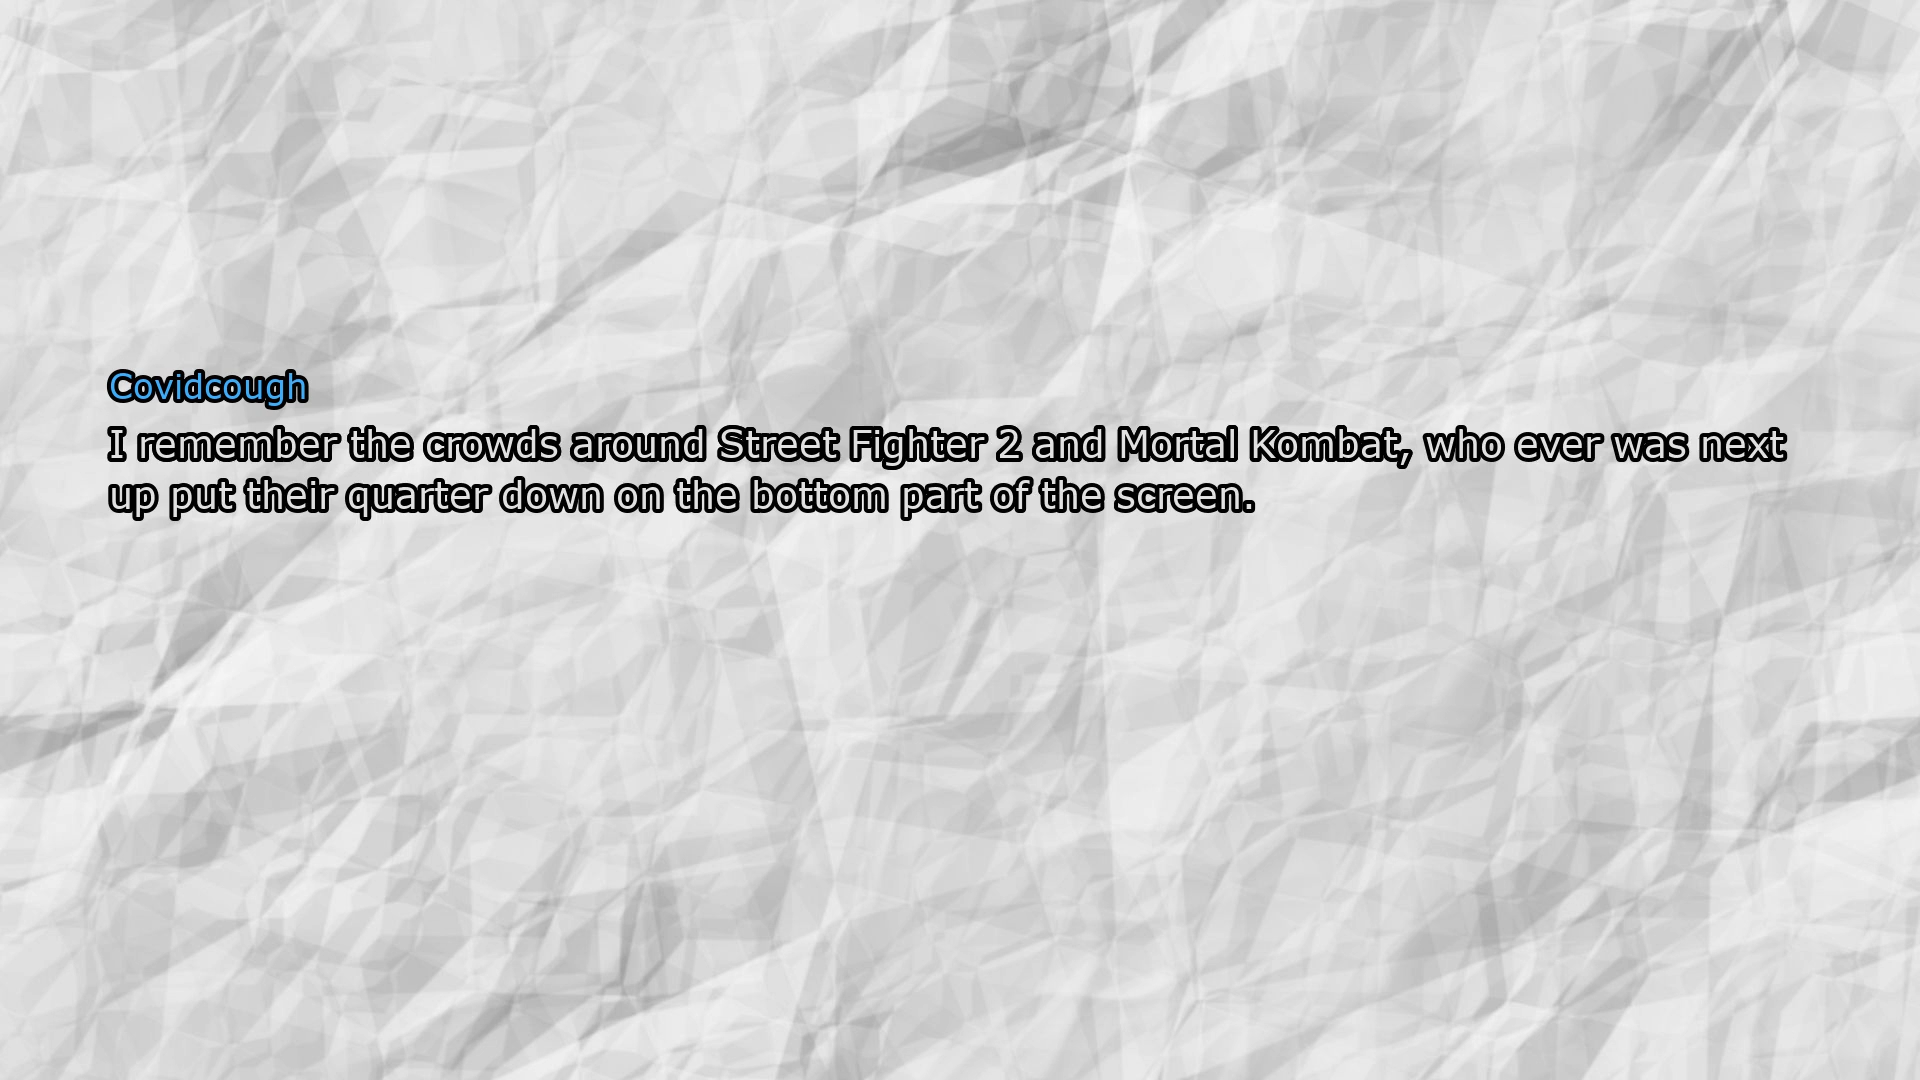 Covidcough
I remember the crowds around Street Fighter 2 and Mortal Kombat, who ever was next
up put their quarter down on the bottom part of the screen.